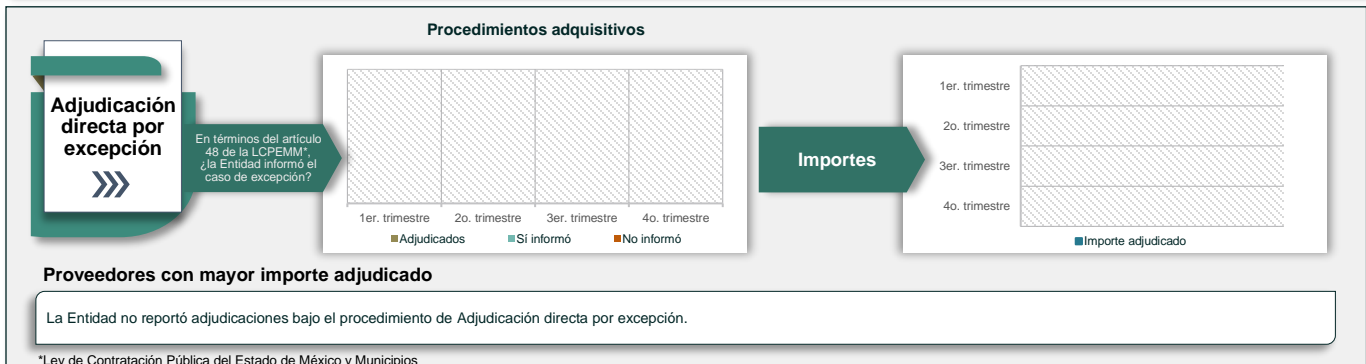 Procedimientos adquisitivos
Adjudicación
directa por
excepción
En términos del artículo
48 de la LCPEMM*,
¿la Entidad informó el
caso de excepción?
1er. trimestre 2o. trimestre 3er. trimestre 4o. trimestre
Adjudicados Sí informó No informó
Importes
1er. trimestre
2o. trimestre
3er. trimestre
4o. trimestre
Importe adjudicado
Proveedores con mayor importe adjudicado
La Entidad no reportó adjudicaciones bajo el procedimiento de Adjudicación directa por excepción.
*Ley de Contratación Pública del Estado de México y Municipios